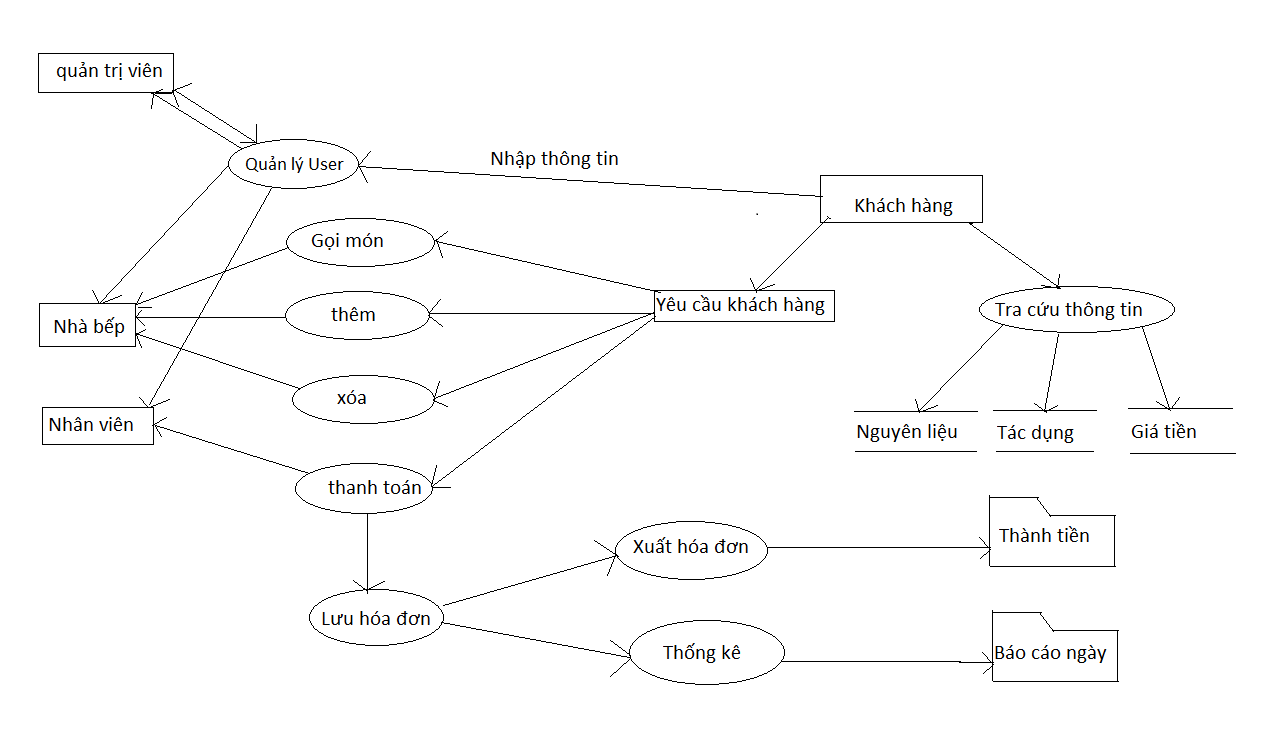 quản trị viên
Quản lý User
Nhập thông tin
Khách hàng
Gọi món
Yêu cầu khách hàng
Tra cứu thông tin
Nhà bếp
thêm
xóa
Nhân viên
Nguyên liệu
Tác dụng
Giá tiền
thanh toán
Xuất hóa đơn
Thành tiền
Lưu hóa đơn
Thống kê
Báo cáo ngày